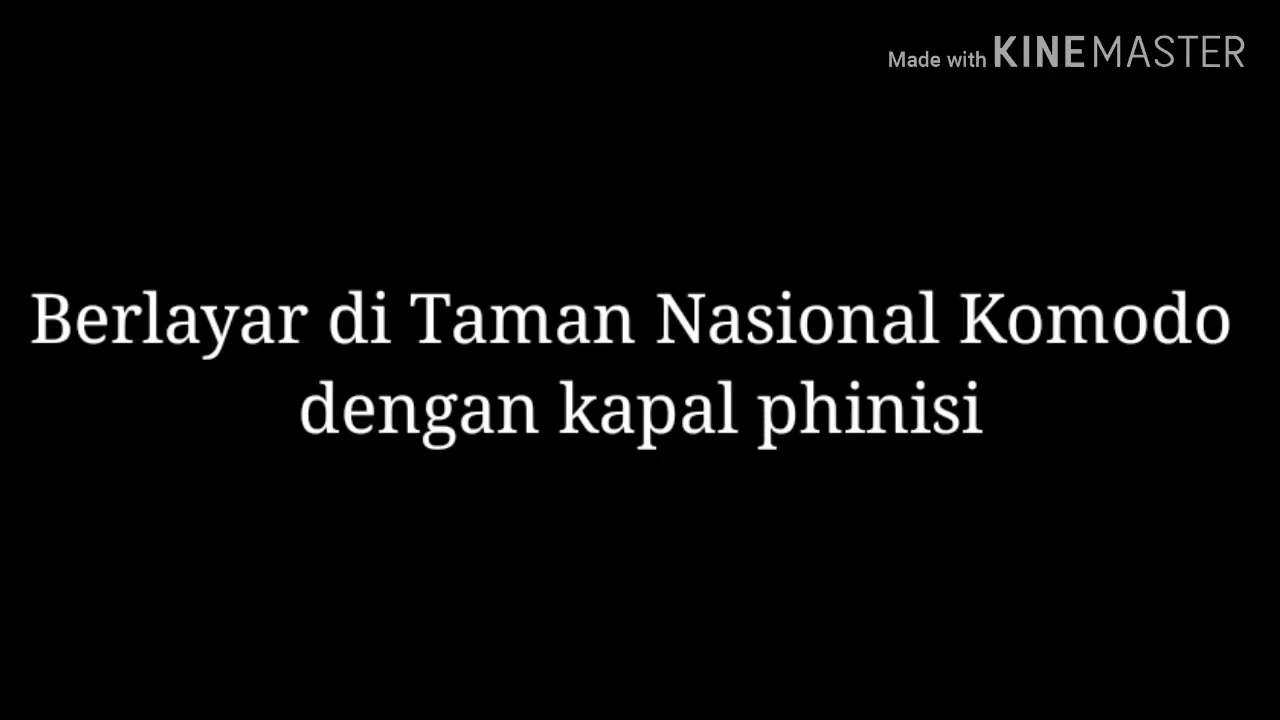 Made with KINEMASTER
Berlayar di Taman Nasional Komodo
dengan kapal phinisi